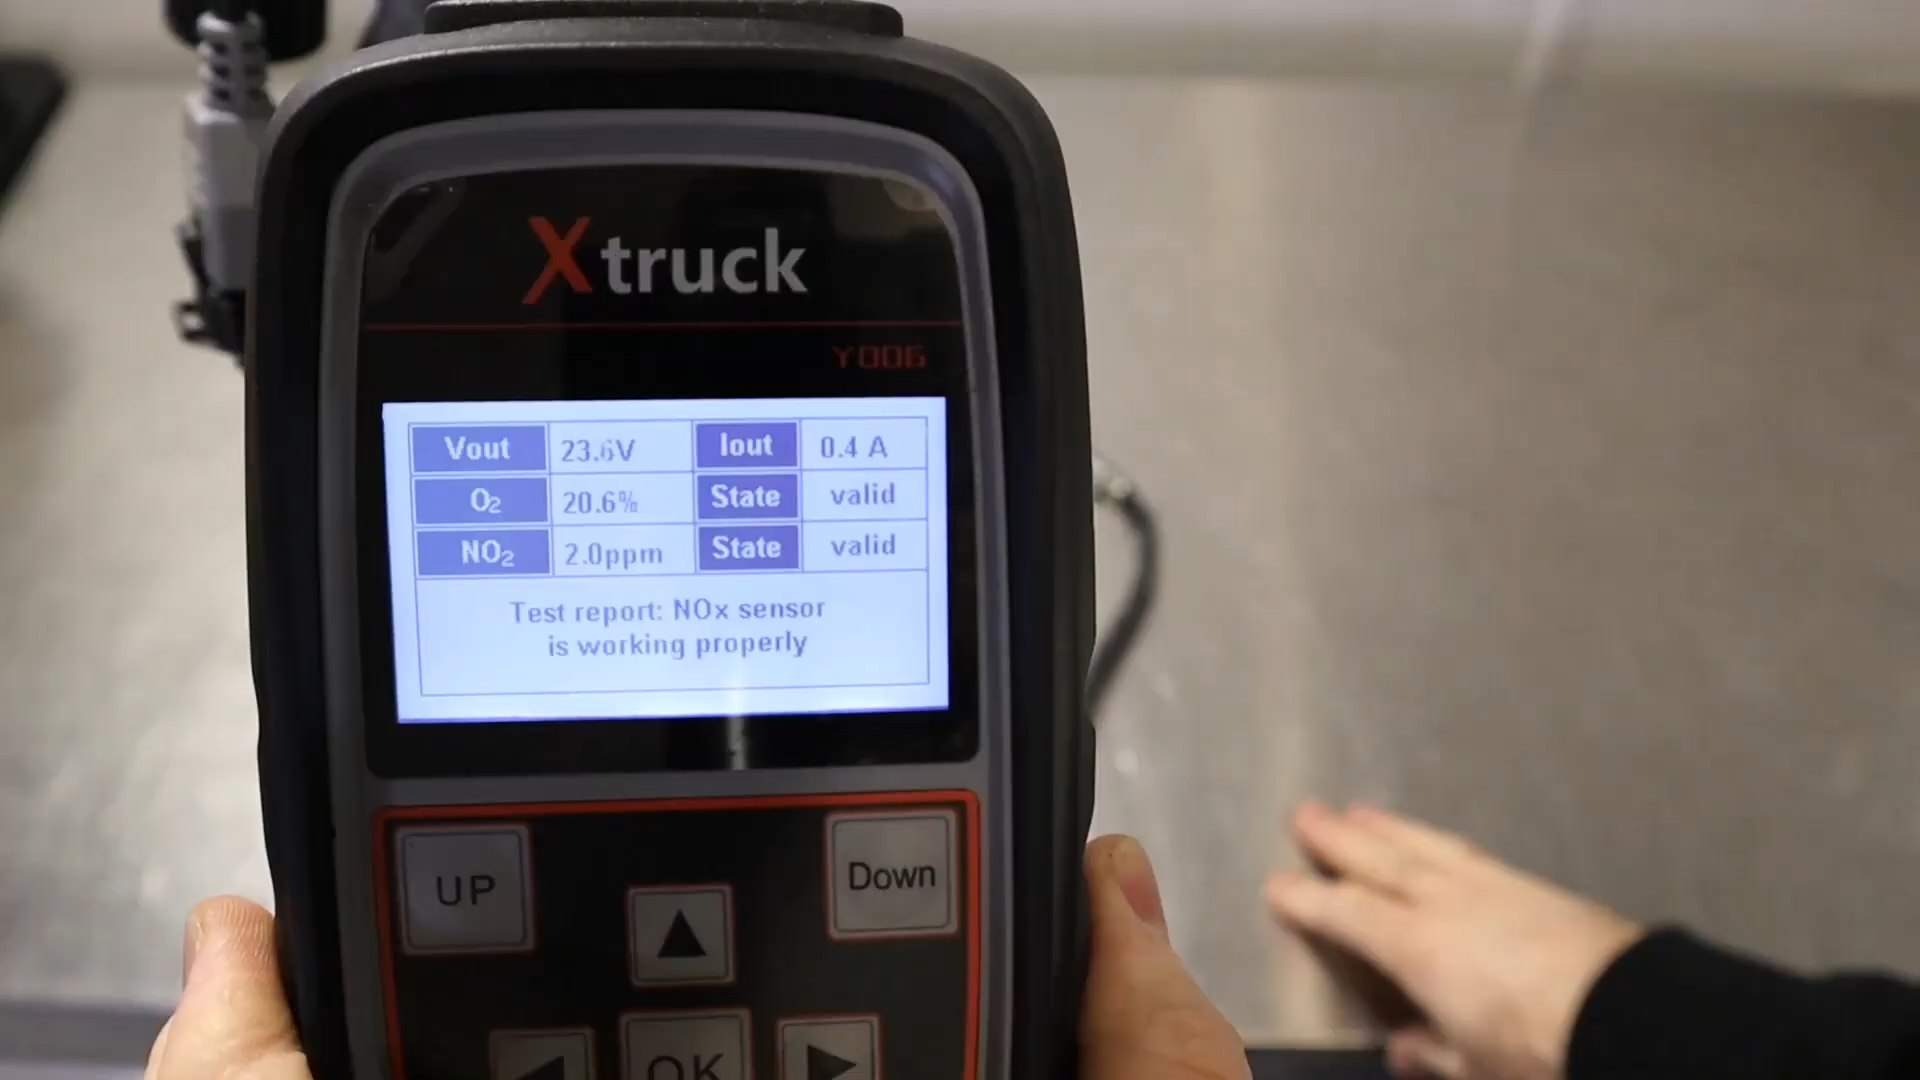 Xtruck
Y006
Vout 23.6V Iout 0.4 A
O₂ 20.6% State valid
NO₂ 2.0ppm State valid
Test report: NOx sensor
is working properly
UP
Down
OK